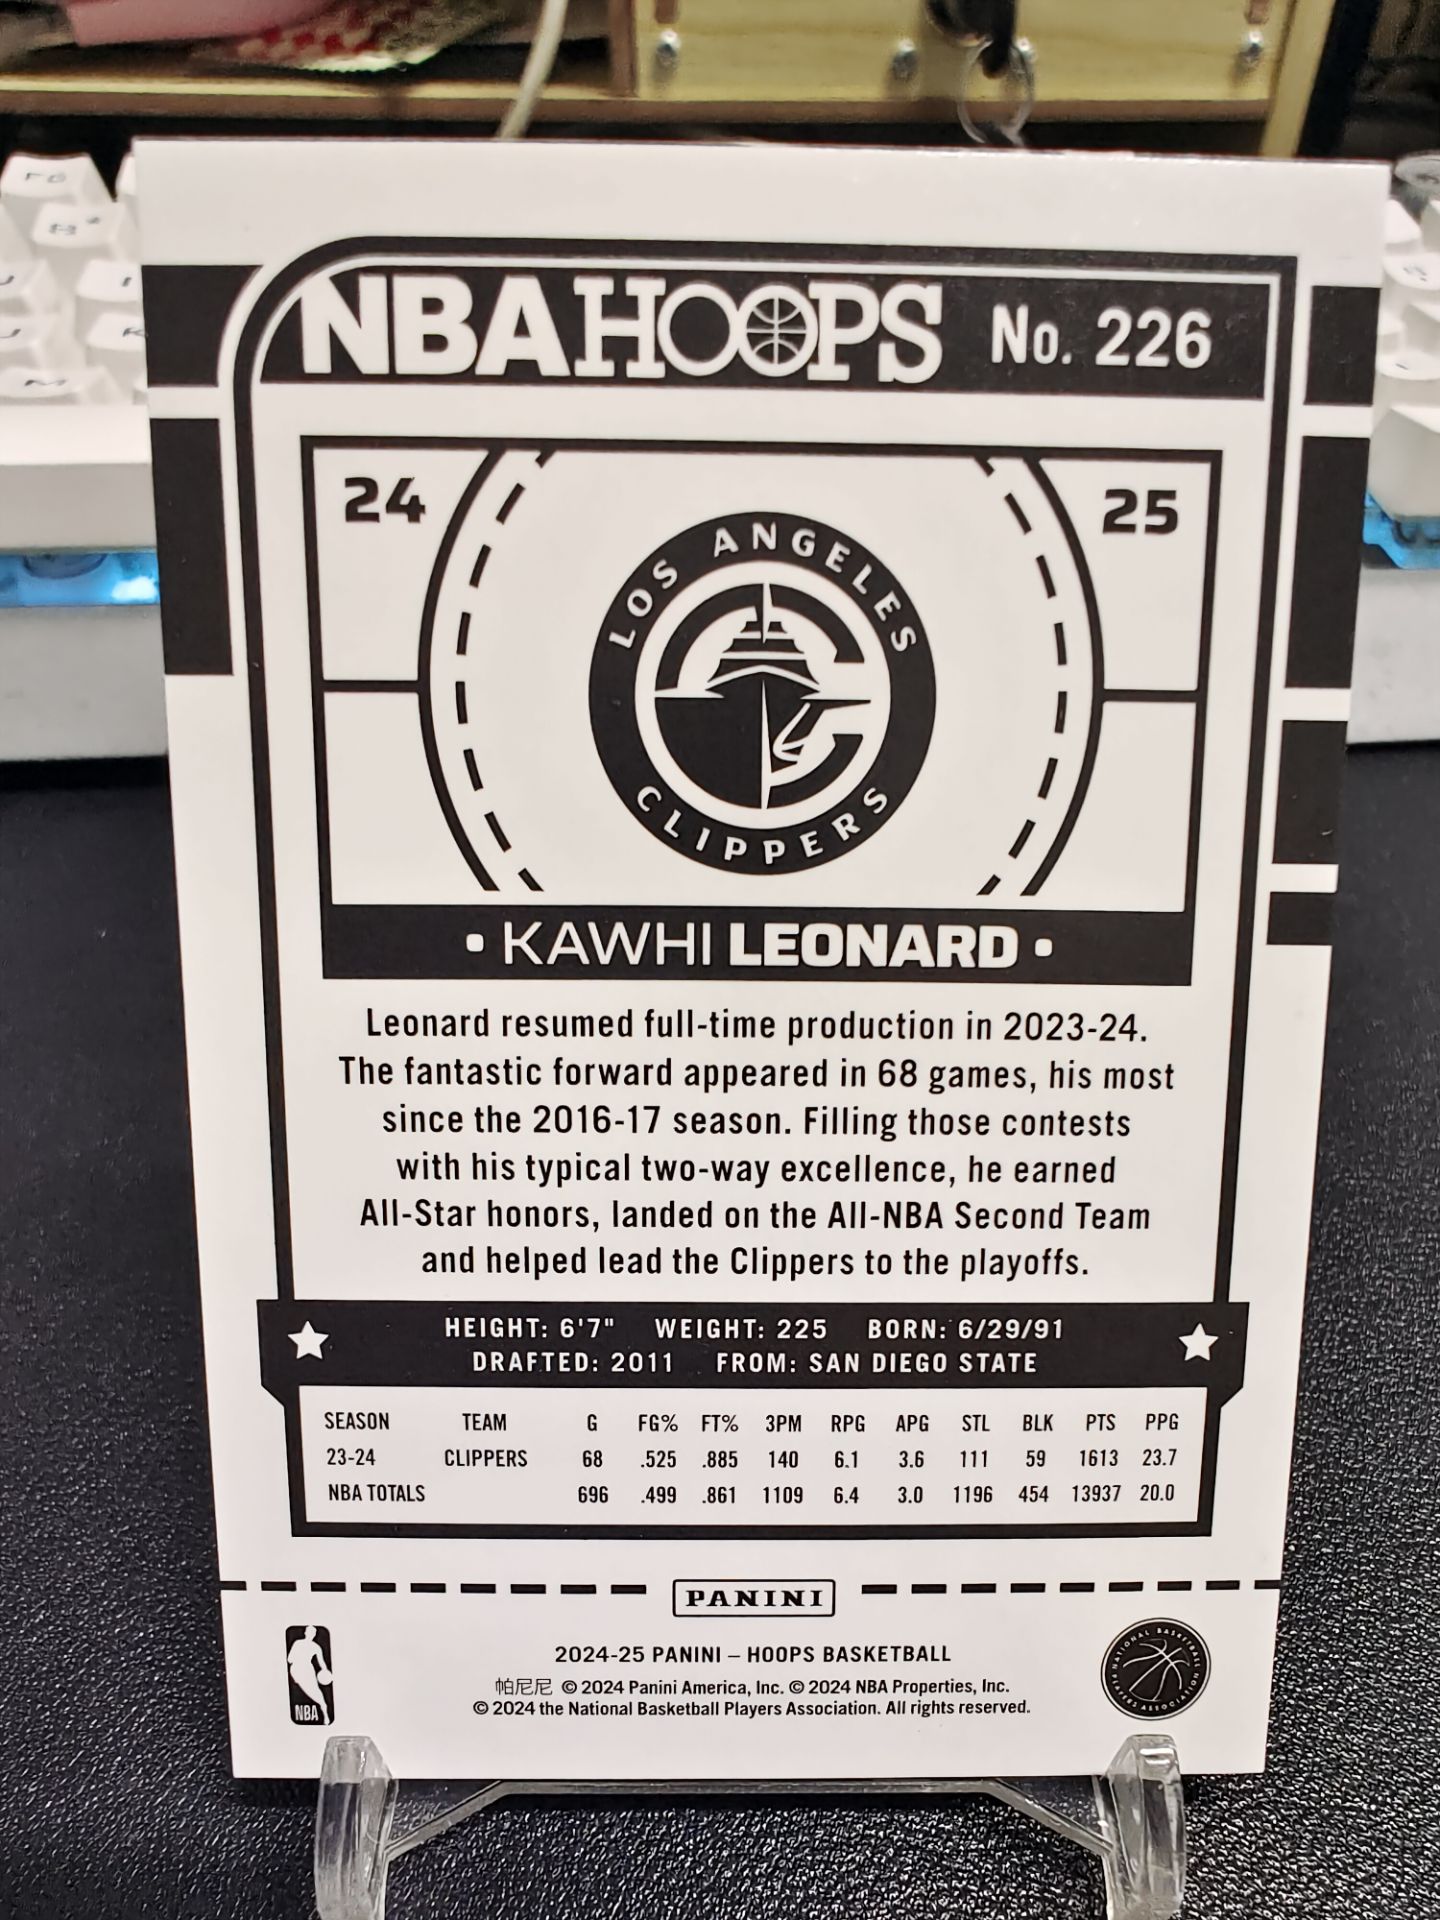 NBA HOOPS No. 226
24 25
LOS ANGELES
CLIPPERS
• KAWHI LEONARD •
Leonard resumed full-time production in 2023-24.
The fantastic forward appeared in 68 games, his most
since the 2016-17 season. Filling those contests
with his typical two-way excellence, he earned
All-Star honors, landed on the All-NBA Second Team
and helped lead the Clippers to the playoffs.
HEIGHT: 6'7" WEIGHT: 225 BORN: 6/29/91
DRAFTED: 2011 FROM: SAN DIEGO STATE
SEASON TEAM G FG% FT% 3PM RPG APG STL BLK PTS PPG
23-24 CLIPPERS 68 .525 .885 140 6.1 3.6 111 59 1613 23.7
NBA TOTALS 696 .499 .861 1109 6.4 3.0 1196 454 13937 20.0
PANINI
2024-25 PANINI – HOOPS BASKETBALL
帕尼尼 © 2024 Panini America, Inc. © 2024 NBA Properties, Inc.
© 2024 the National Basketball Players Association. All rights reserved.
NBA
NATIONAL BASKETBALL
PLAYERS ASSOCIATION